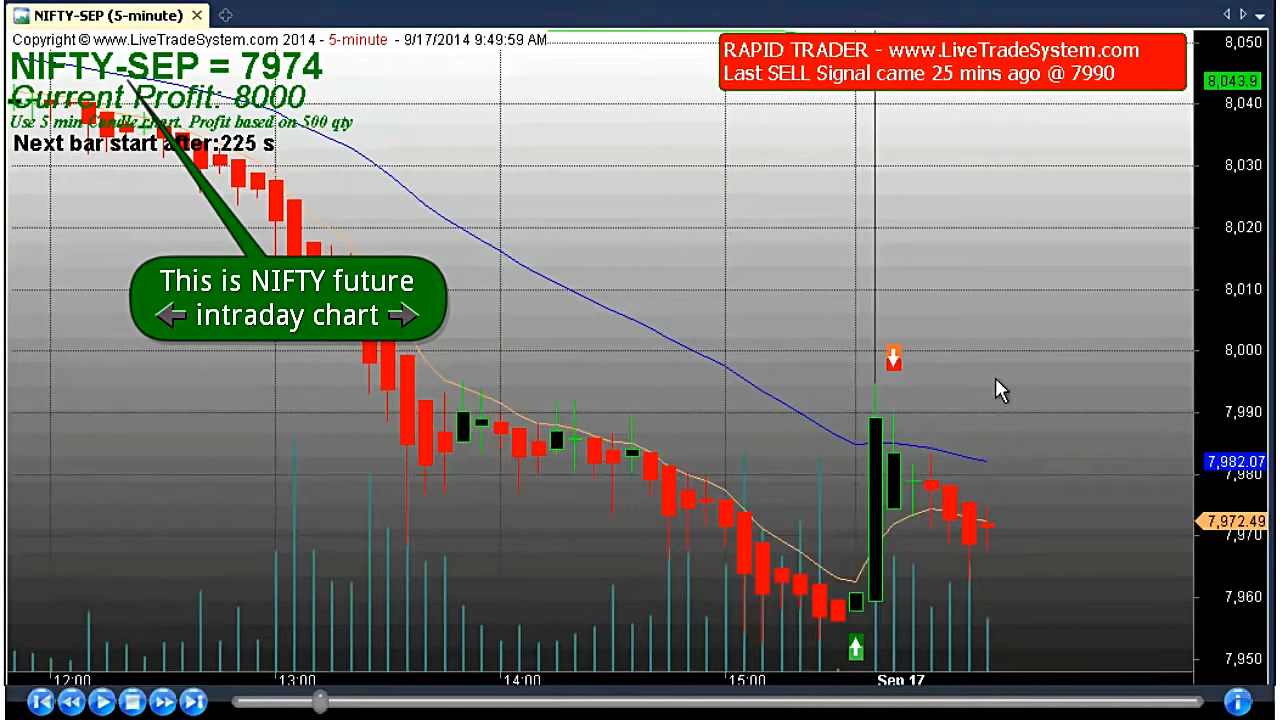 NIFTY-SEP (5-minute)
Copyright © www.LiveTradeSystem.com 2014 - 5-minute - 9/17/2014 9:49:59 AM
NIFTY-SEP = 7974
Current Profit: 8000
Use 5 min Candle chart. Profit based on 500 qty
Next bar start after:225 s
RAPID TRADER - www.LiveTradeSystem.com
Last SELL Signal came 25 mins ago @ 7990
This is NIFTY future
intraday chart
8,050
8,043.9
8,040
8,030
8,020
8,010
8,000
7,990
7,982.07
7,980
7,972.49
7,970
7,960
7,950
12:00 13:00 14:00 15:00 Sep 17